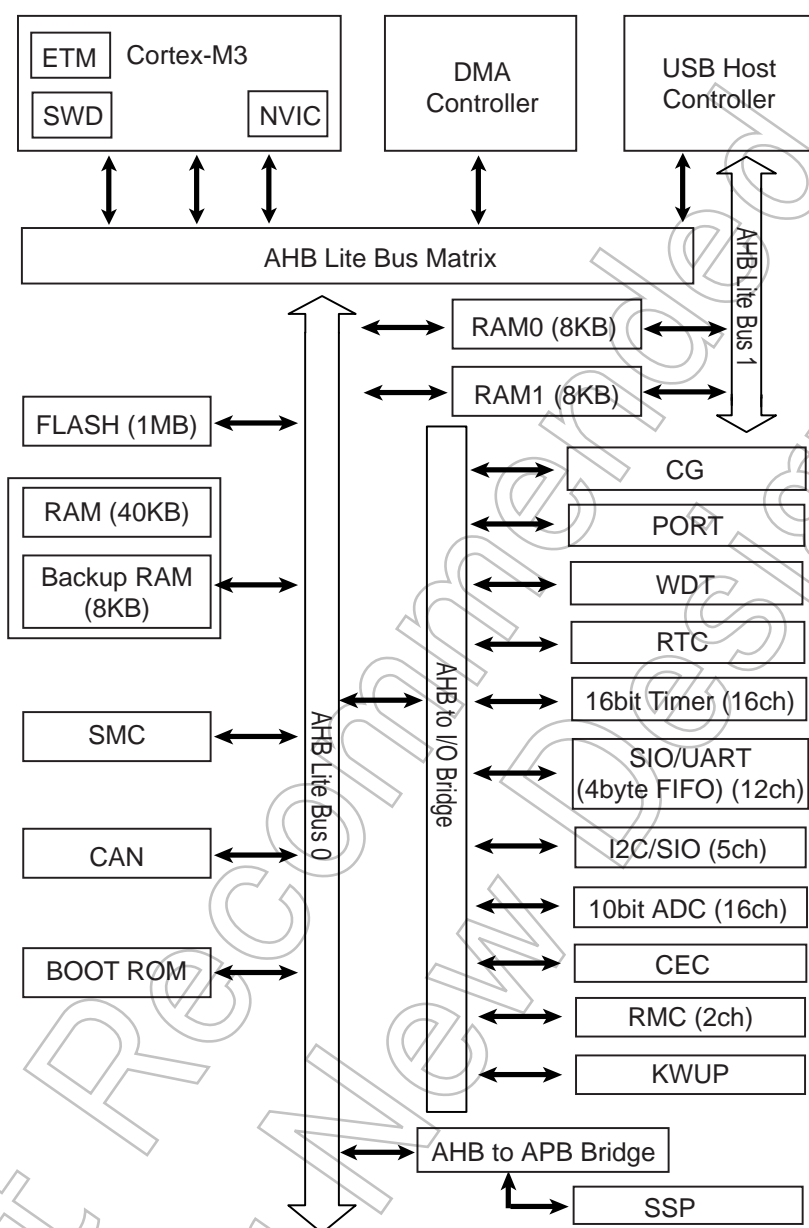 ETM
Cortex-M3
SWD
NVIC
DMA
Controller
USB Host
Controller
AHB Lite Bus Matrix
AHB Lite Bus 1
RAM0 (8KB)
RAM1 (8KB)
FLASH (1MB)
RAM (40KB)
Backup RAM
(8KB)
SMC
CAN
BOOT ROM
AHB Lite Bus 0
AHB to I/O Bridge
CG
PORT
WDT
RTC
16bit Timer (16ch)
SIO/UART
(4byte FIFO) (12ch)
I2C/SIO (5ch)
10bit ADC (16ch)
CEC
RMC (2ch)
KWUP
AHB to APB Bridge
SSP
Recommended
New